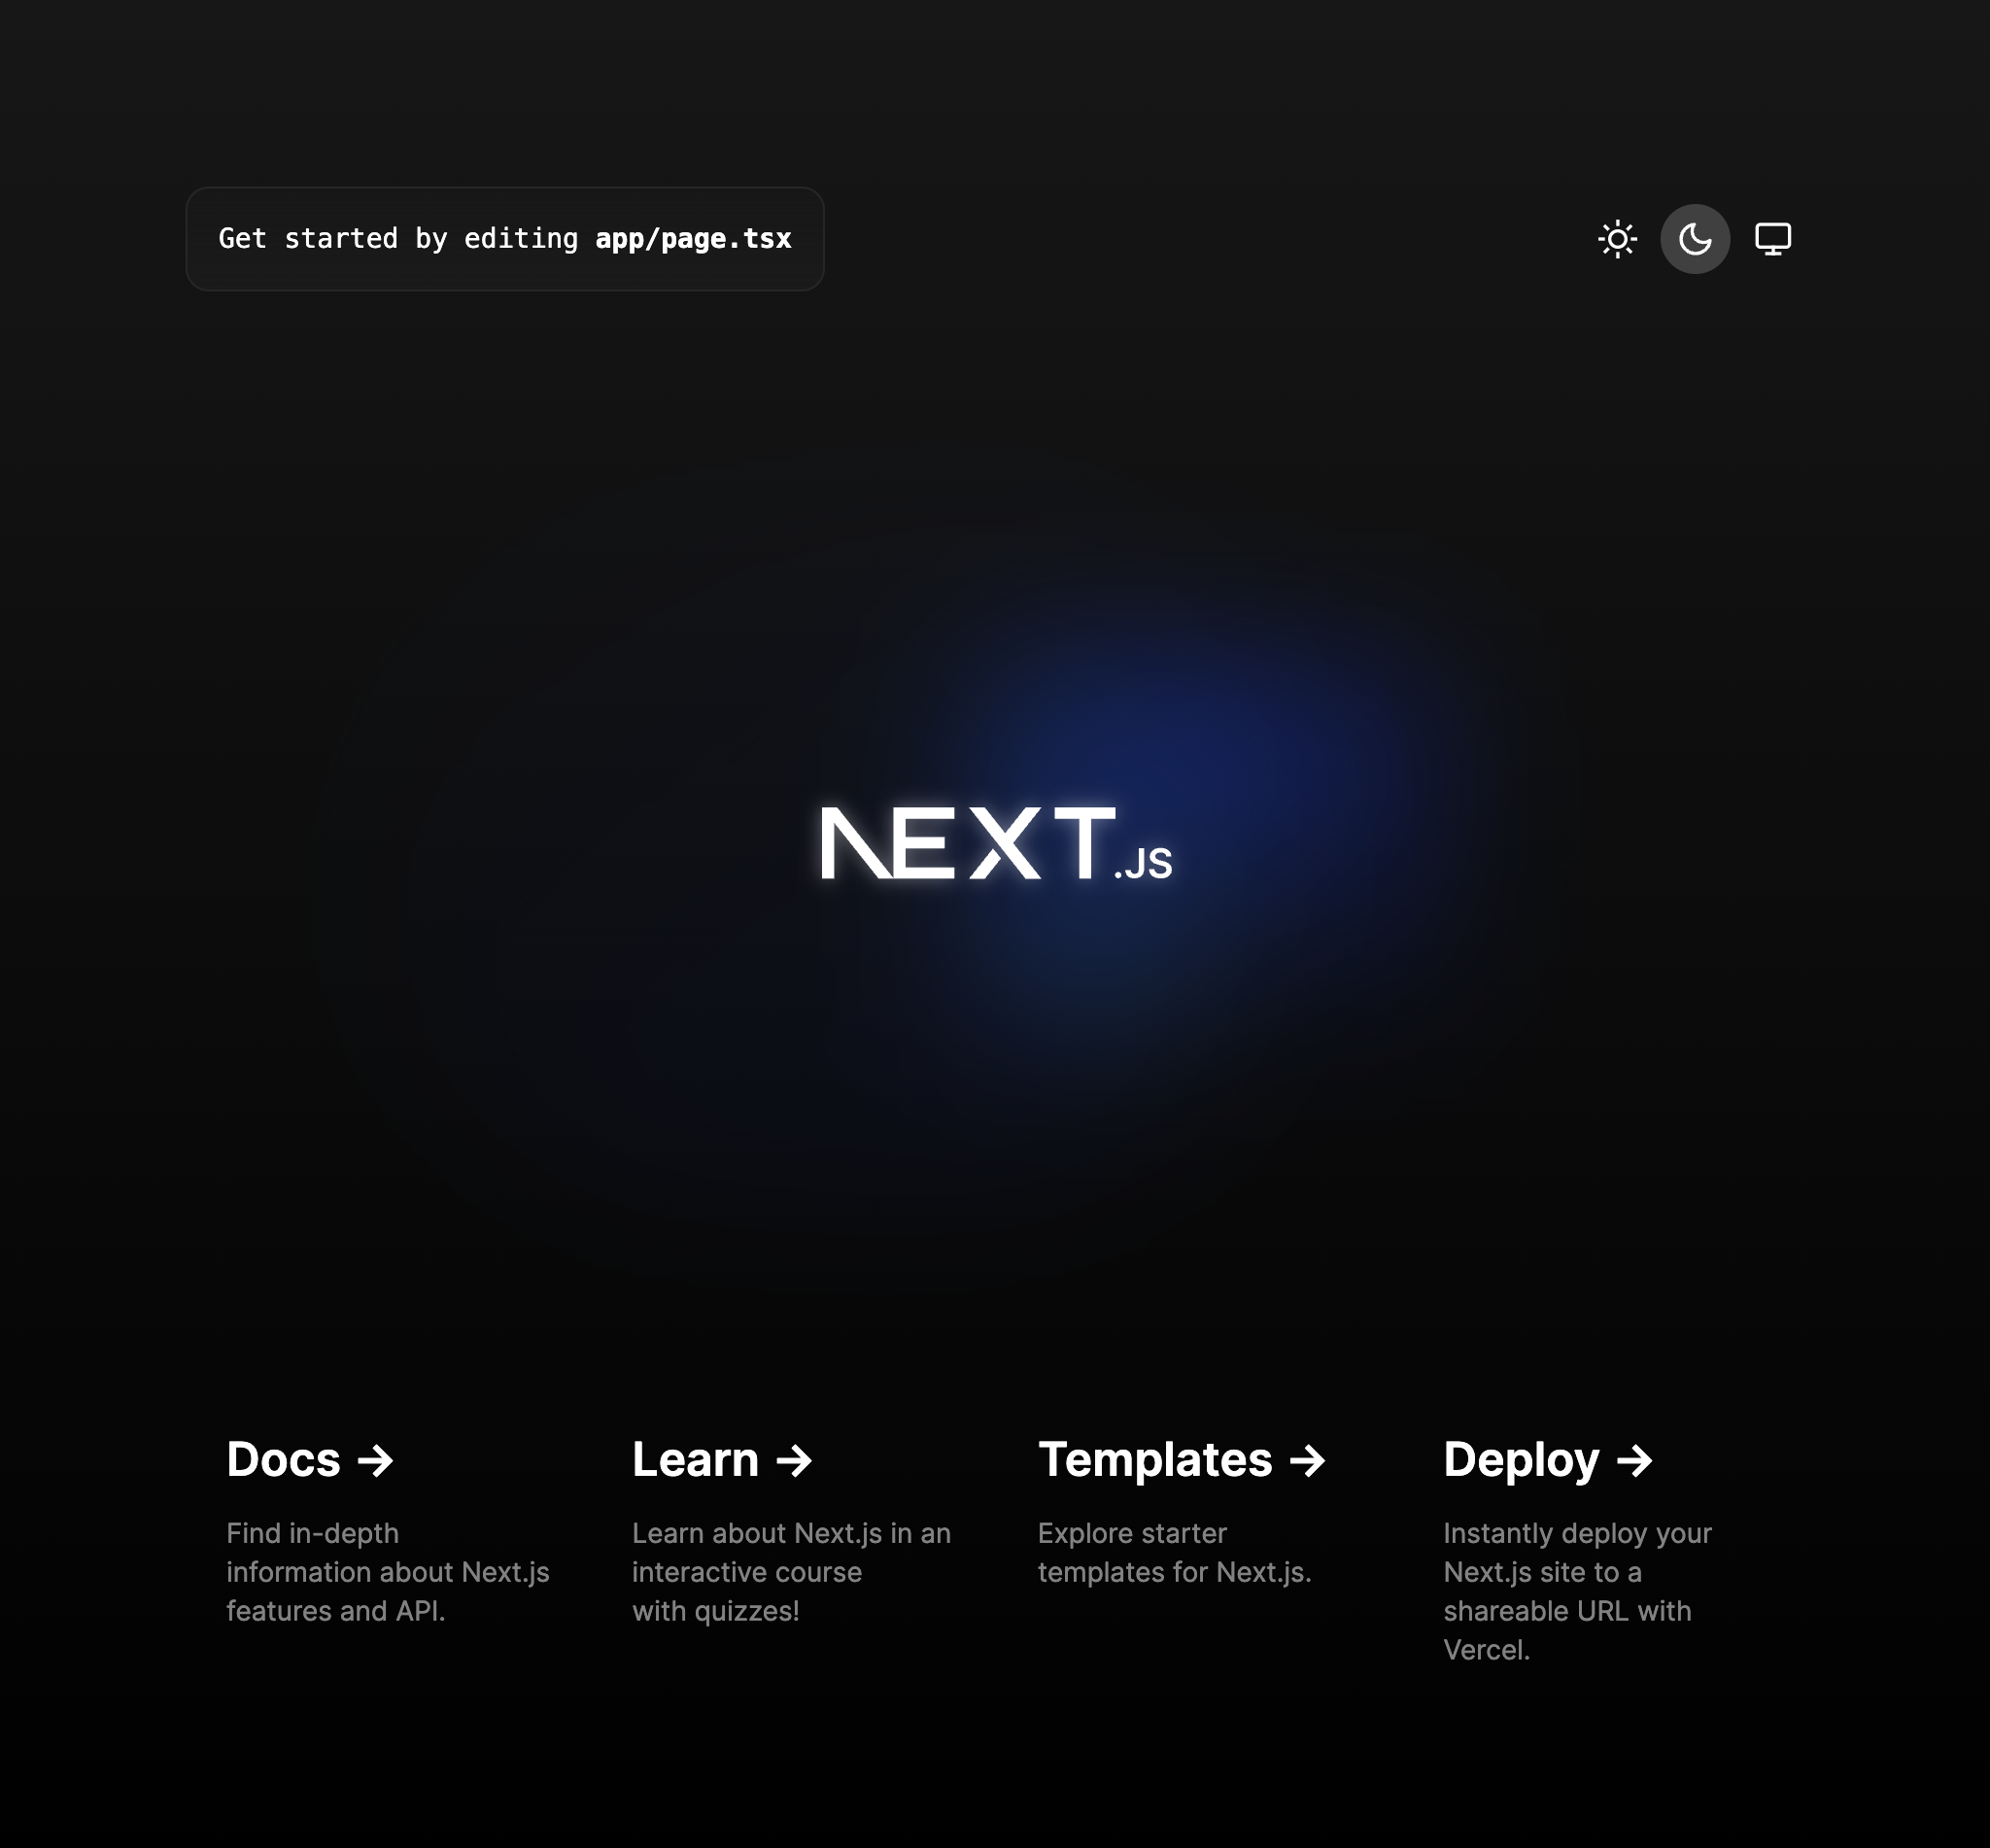 Get started by editing app/page.tsx
NEXT.JS
Docs →
Find in-depth
information about Next.js
features and API.
Learn →
Learn about Next.js in an
interactive course
with quizzes!
Templates →
Explore starter
templates for Next.js.
Deploy →
Instantly deploy your
Next.js site to a
shareable URL with
Vercel.